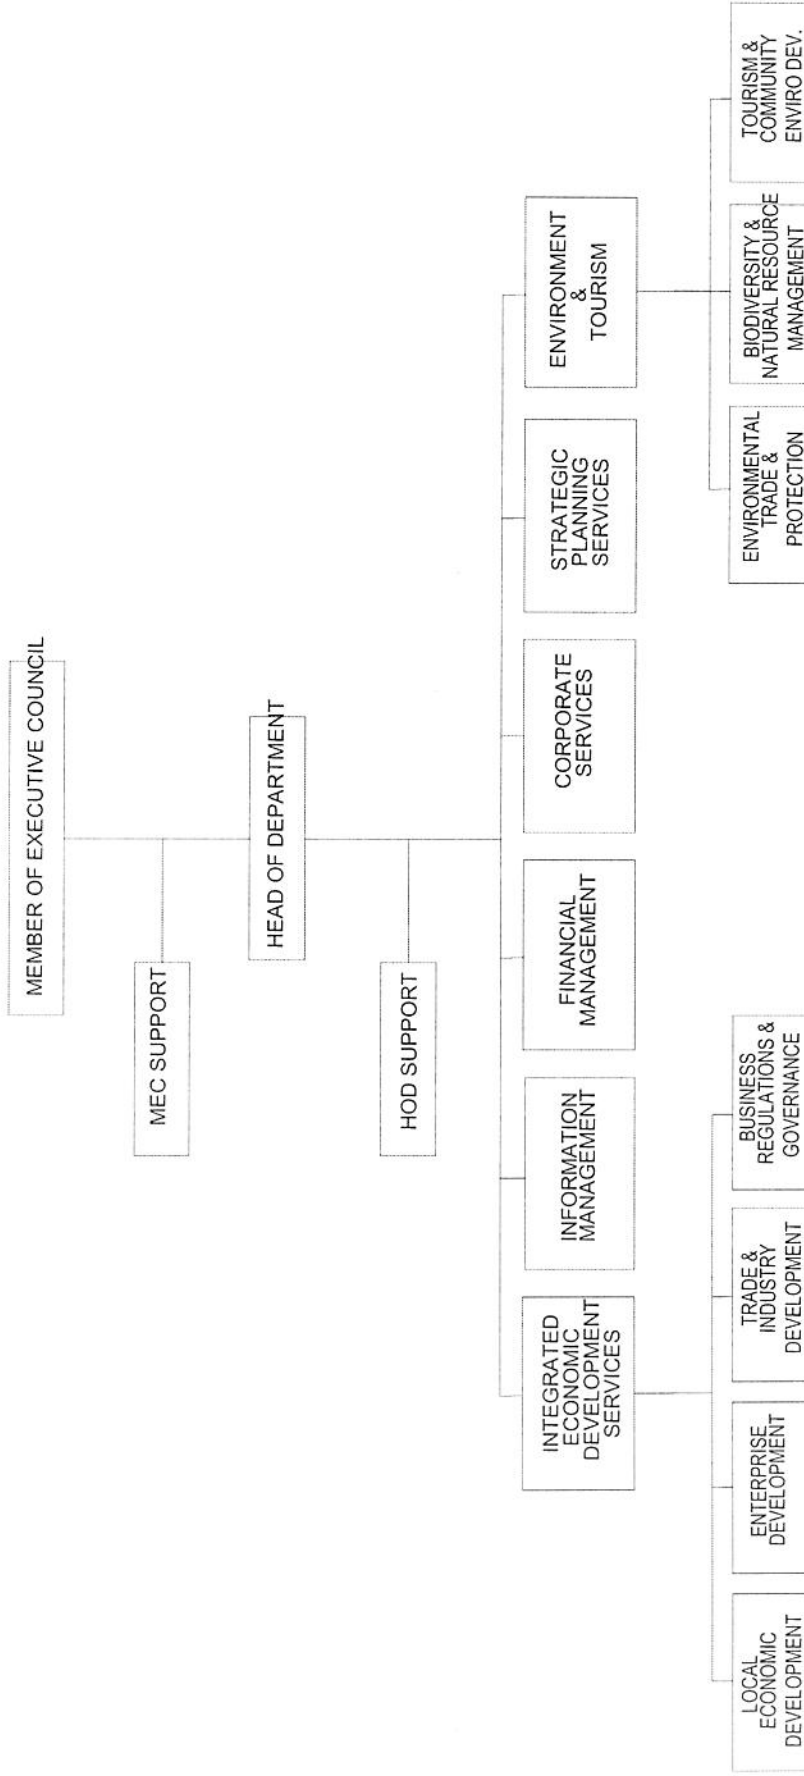 MEMBER OF EXECUTIVE COUNCIL
MEC SUPPORT
HEAD OF DEPARTMENT
HOD SUPPORT
INTEGRATED
ECONOMIC
DEVELOPMENT
SERVICES
INFORMATION
MANAGEMENT
FINANCIAL
MANAGEMENT
CORPORATE
SERVICES
STRATEGIC
PLANNING
SERVICES
ENVIRONMENT
&
TOURISM
LOCAL
ECONOMIC
DEVELOPMENT
ENTERPRISE
DEVELOPMENT
TRADE &
INDUSTRY
DEVELOPMENT
BUSINESS
REGULATIONS &
GOVERNANCE
ENVIRONMENTAL
TRADE &
PROTECTION
BIODIVERSITY &
NATURAL RESOURCE
MANAGEMENT
TOURISM &
COMMUNITY
ENVIRO DEV.